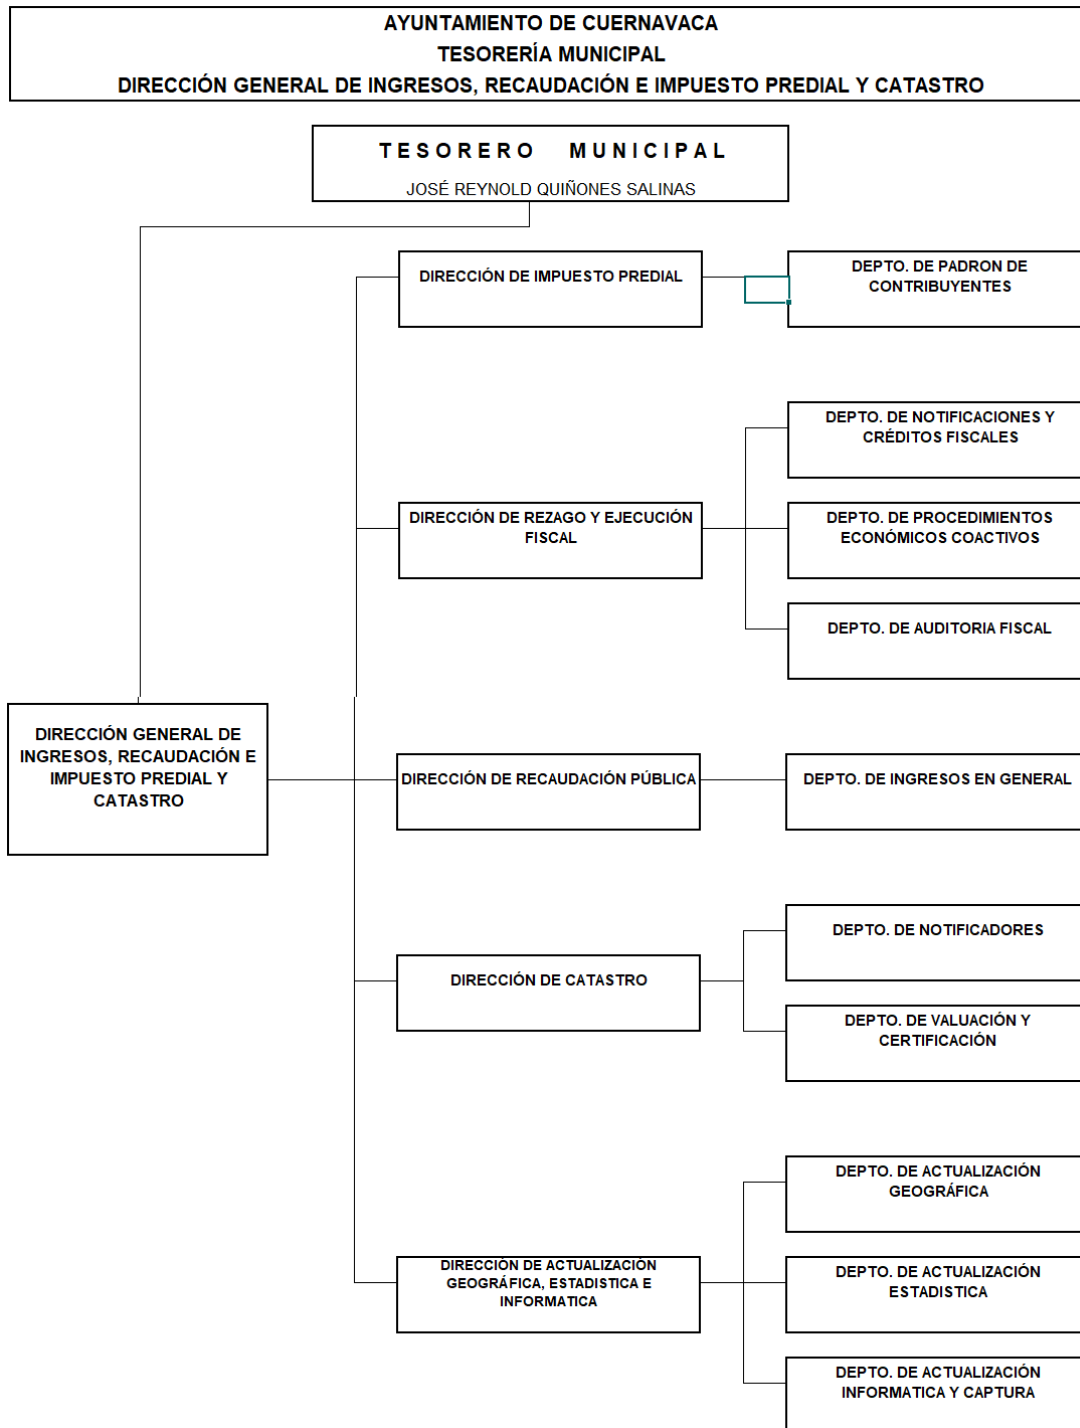 AYUNTAMIENTO DE CUERNAVACA
TESORERÍA MUNICIPAL
DIRECCIÓN GENERAL DE INGRESOS, RECAUDACIÓN E IMPUESTO PREDIAL Y CATASTRO
TESORERO MUNICIPAL
JOSÉ REYNOLD QUIÑONES SALINAS
DIRECCIÓN DE IMPUESTO PREDIAL
DEPTO. DE PADRON DE
CONTRIBUYENTES
DEPTO. DE NOTIFICACIONES Y
CRÉDITOS FISCALES
DIRECCIÓN DE REZAGO Y EJECUCIÓN
FISCAL
DEPTO. DE PROCEDIMIENTOS
ECONÓMICOS COACTIVOS
DEPTO. DE AUDITORIA FISCAL
DIRECCIÓN GENERAL DE
INGRESOS, RECAUDACIÓN E
IMPUESTO PREDIAL Y
CATASTRO
DIRECCIÓN DE RECAUDACIÓN PÚBLICA
DEPTO. DE INGRESOS EN GENERAL
DEPTO. DE NOTIFICADORES
DIRECCIÓN DE CATASTRO
DEPTO. DE VALUACIÓN Y
CERTIFICACIÓN
DEPTO. DE ACTUALIZACIÓN
GEOGRÁFICA
DIRECCIÓN DE ACTUALIZACIÓN
GEOGRÁFICA, ESTADISTICA E
INFORMATICA
DEPTO. DE ACTUALIZACIÓN
ESTADISTICA
DEPTO. DE ACTUALIZACIÓN
INFORMATICA Y CAPTURA